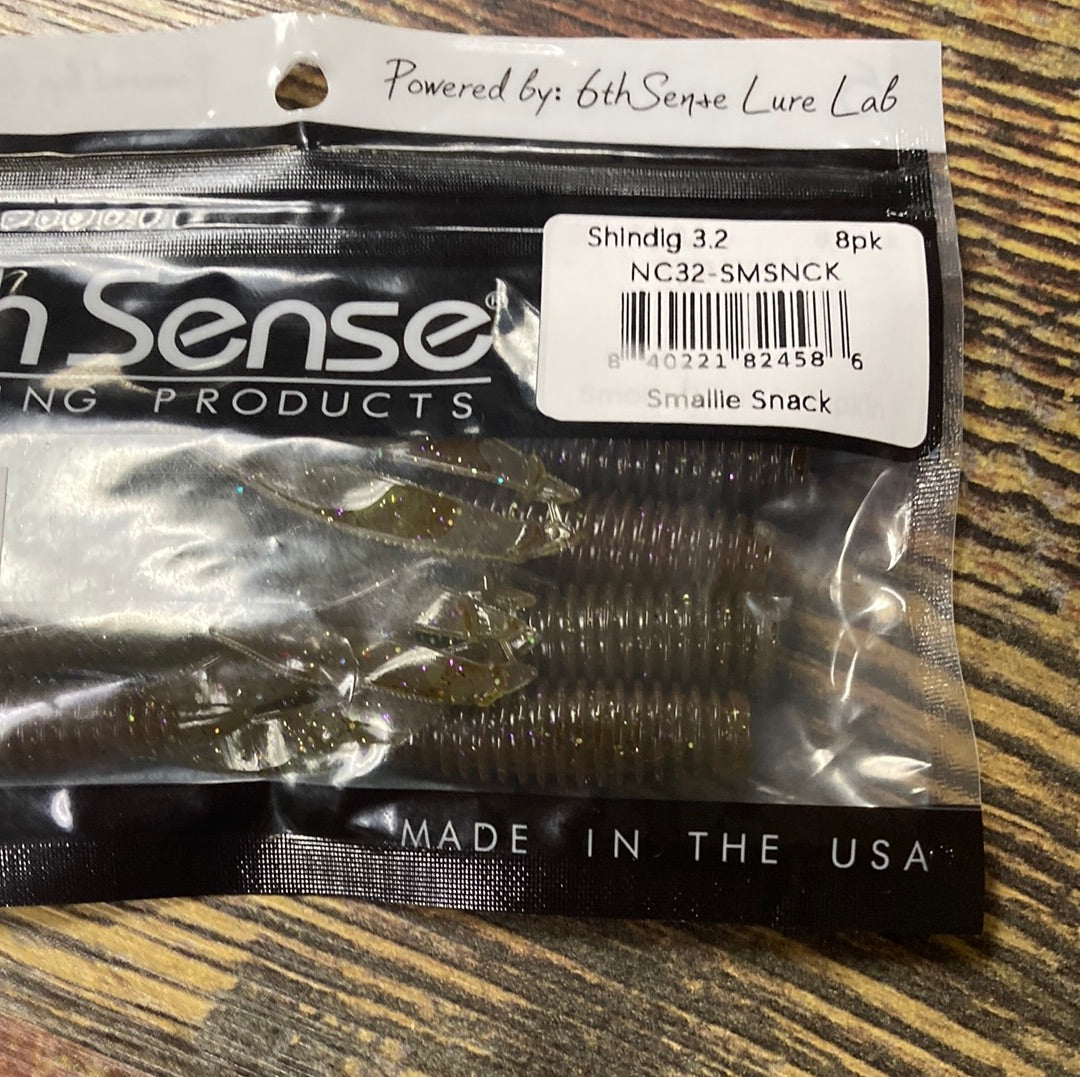 Powered by: 6thSense Lure Lab
Shindig 3.2 8pk
NC32-SMSNCK
8 40221 82458 6
Smallie Snack
h Sense®
ING PRODUCTS
MADE IN THE USA